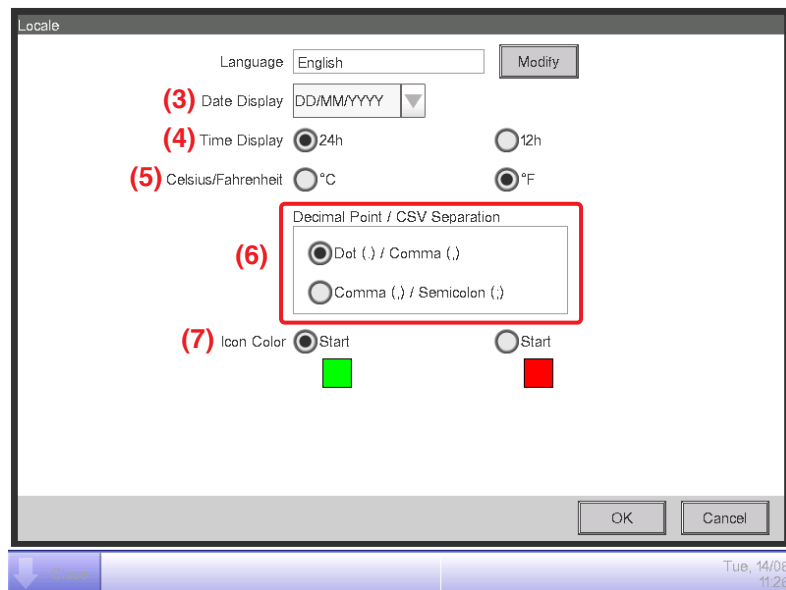 Locale
Language English Modify
(3) Date Display DD/MM/YYYY
(4) Time Display 24h 12h
(5) Celsius/Fahrenheit °C °F
Decimal Point / CSV Separation
(6)
Dot (.) / Comma (,)
Comma (,) / Semicolon (;)
(7) Icon Color Start Start
OK Cancel
Tue, 14/08
11:26